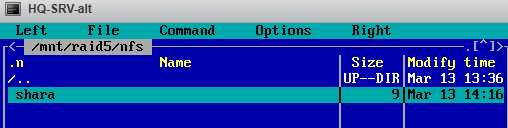 HQ-SRV-alt
Left File Command Options Right
<- /mnt/raid5/nfs .[^]>
.n Name Size Modify time
/.. UP--DIR Mar 13 13:36
shara 9 Mar 13 14:16